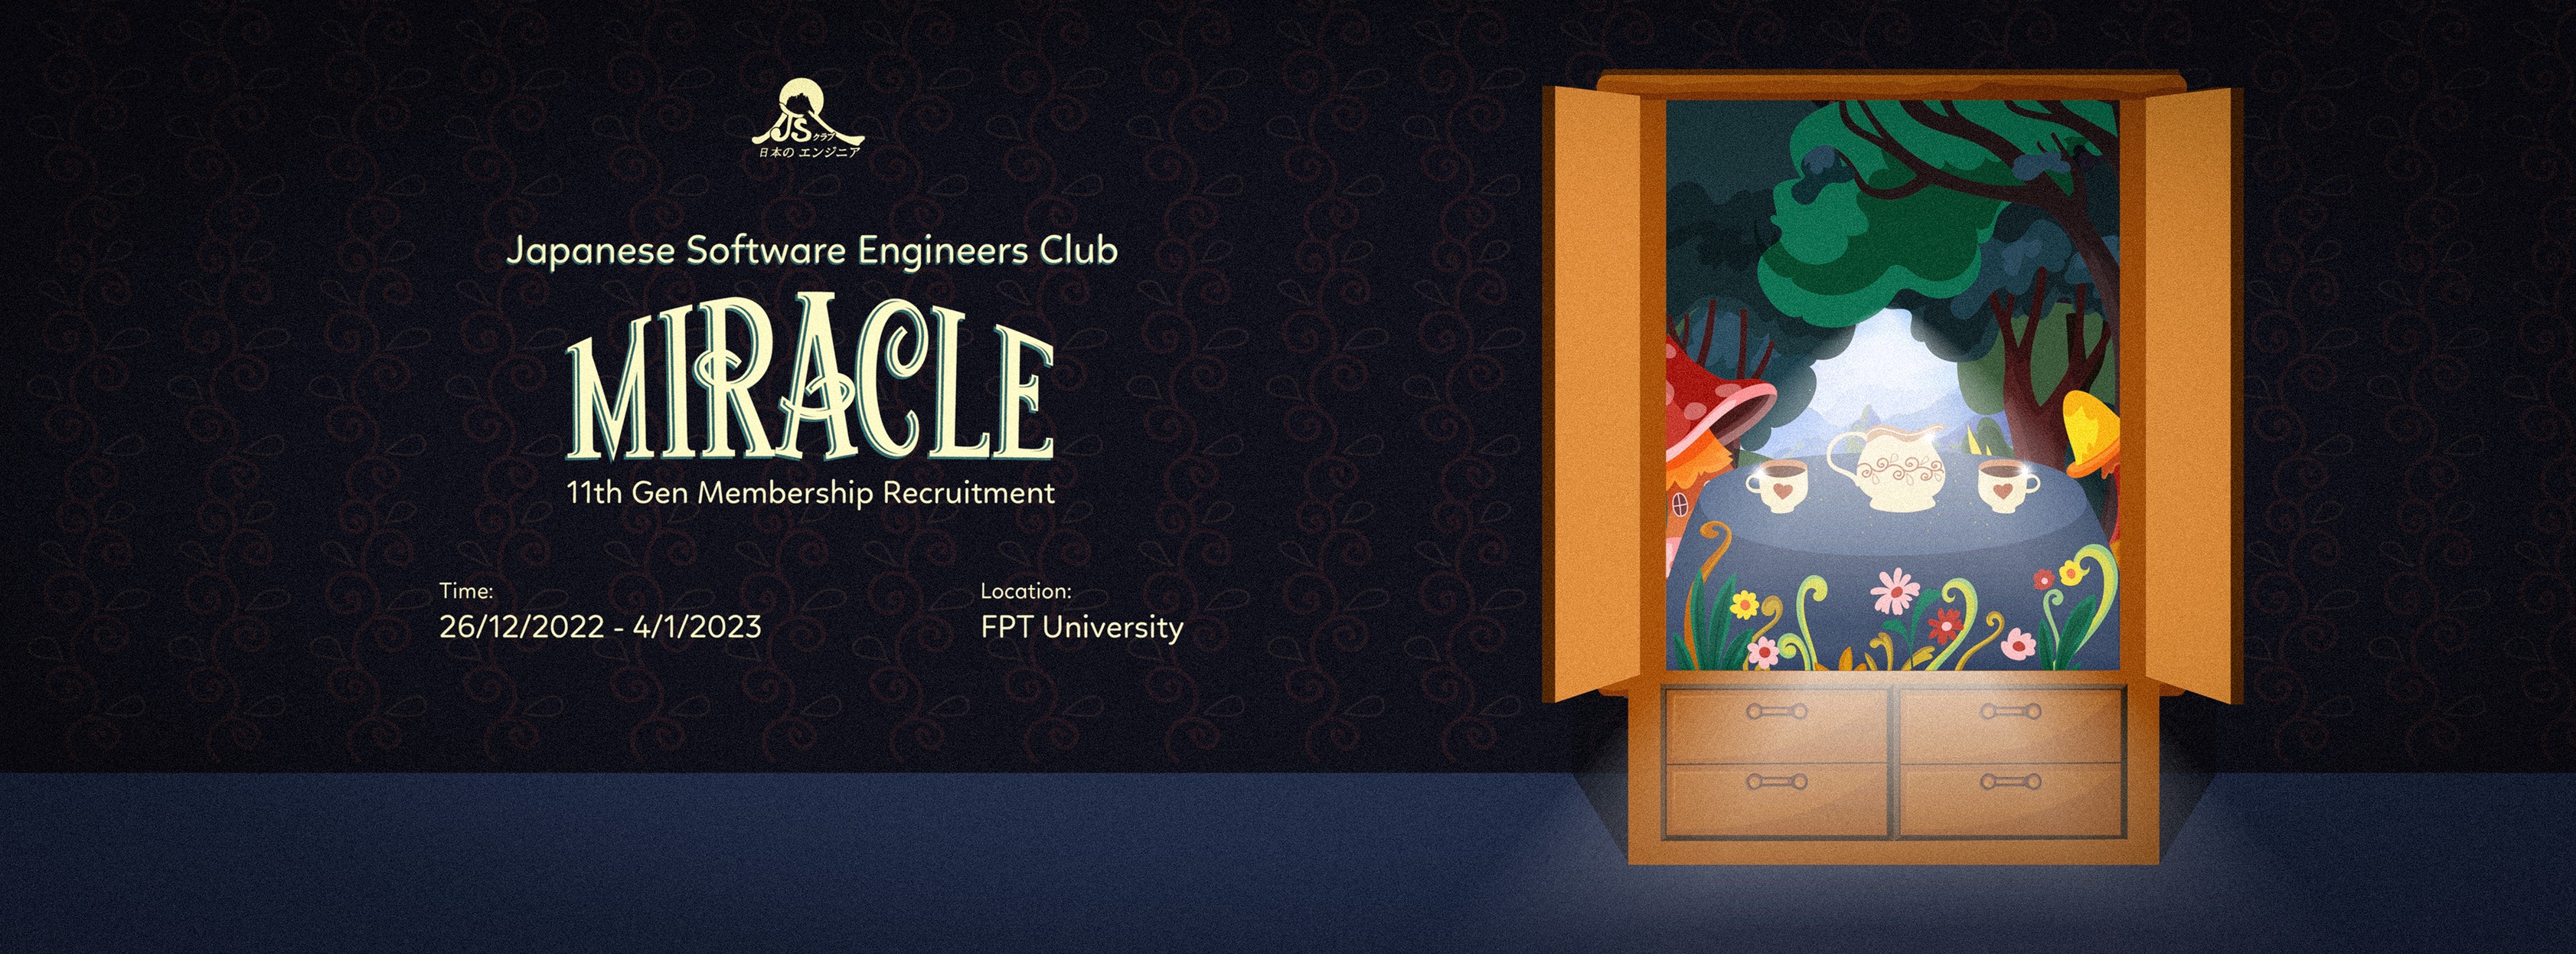 JS クラブ
日本の エンジニア
Japanese Software Engineers Club
MIRACLE
11th Gen Membership Recruitment
Time:
26/12/2022 - 4/1/2023
Location:
FPT University